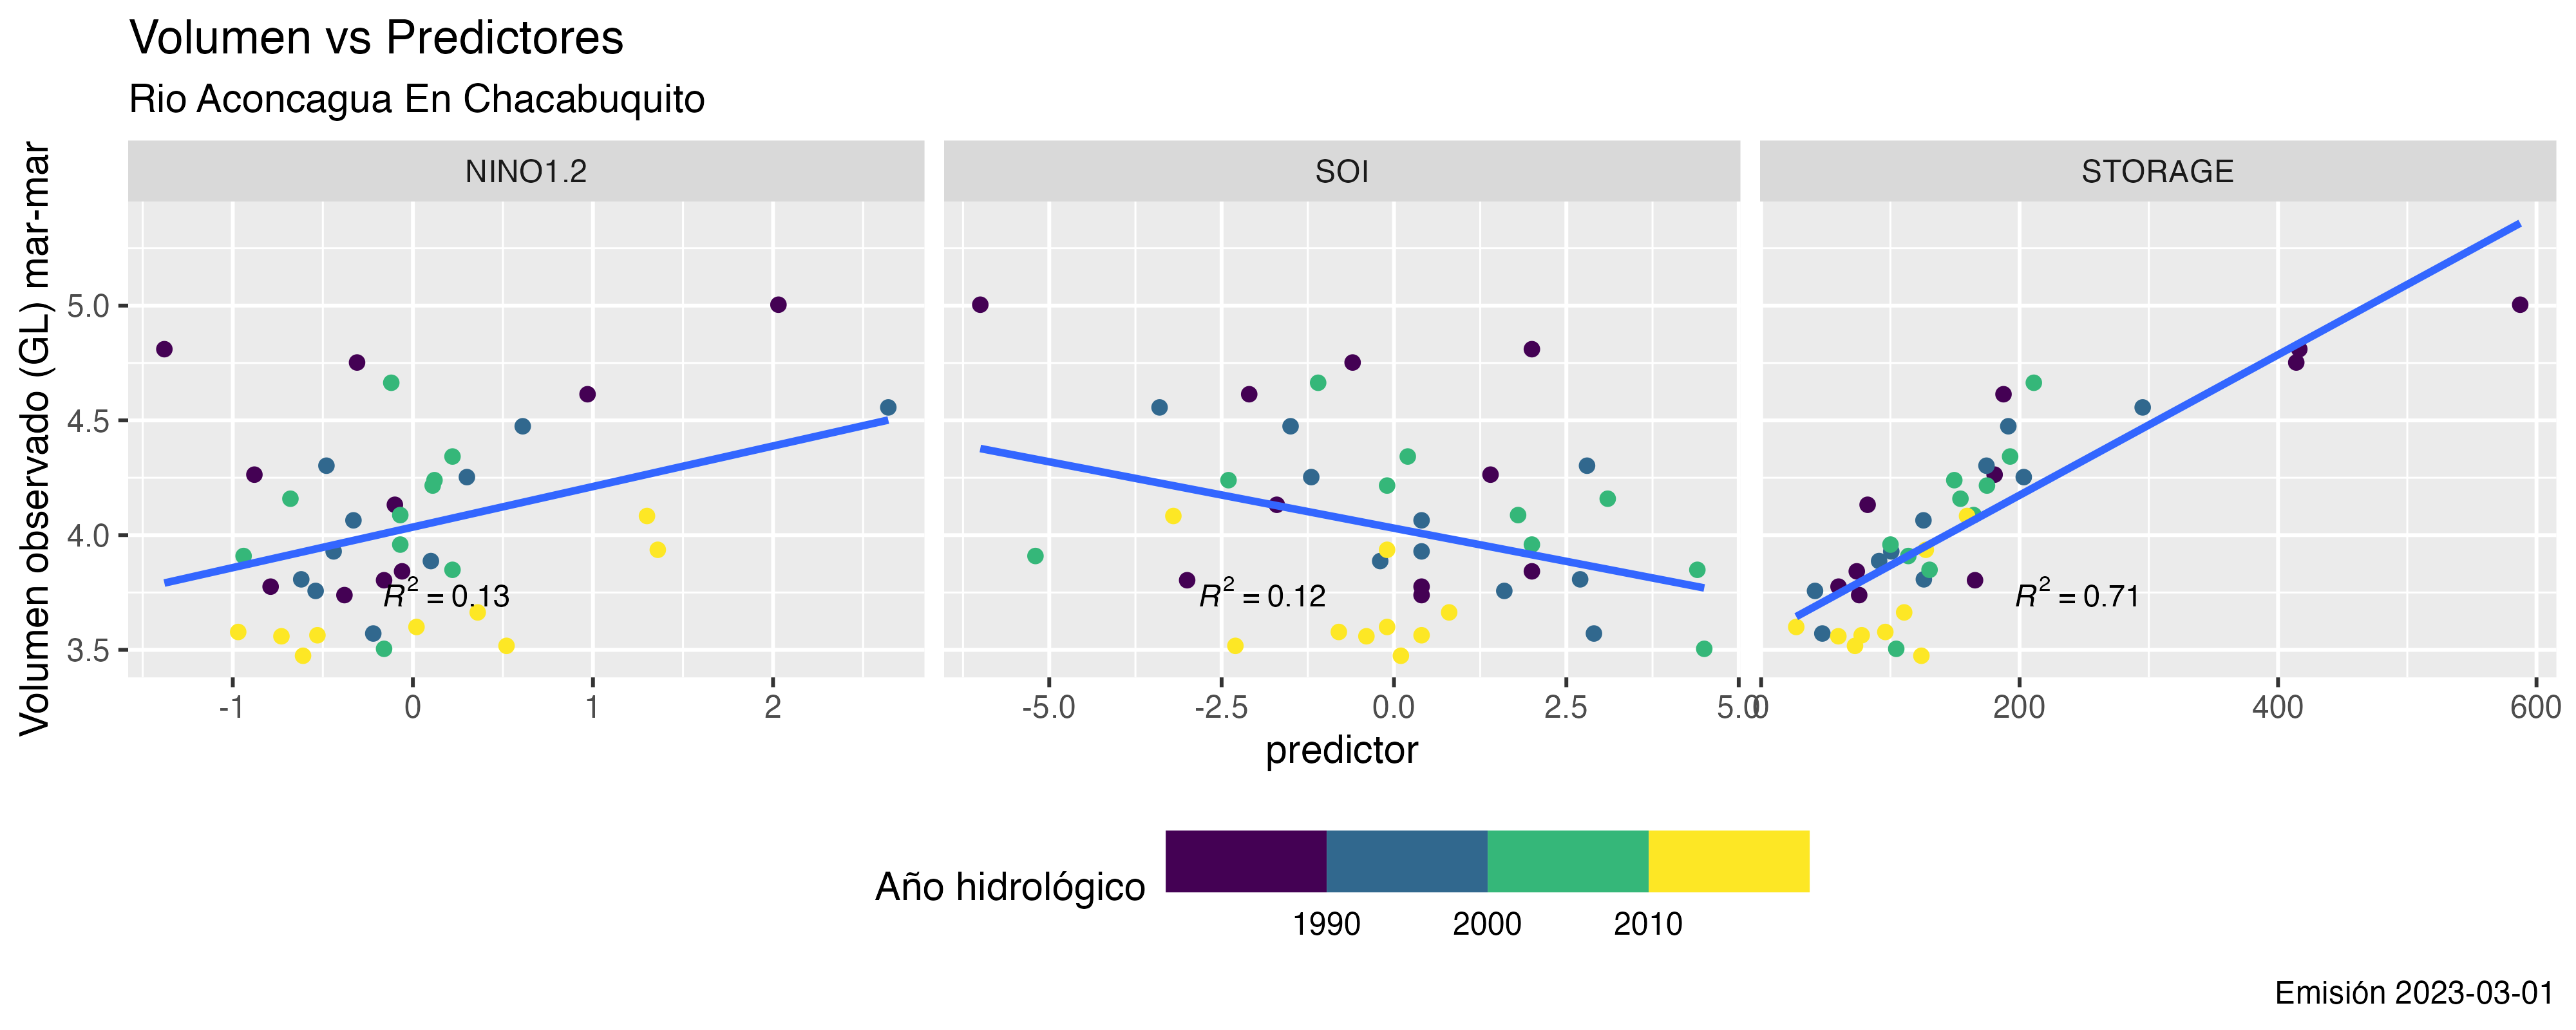 Volumen vs Predictores
Rio Aconcagua En Chacabuquito
Volumen observado (GL) mar-mar
NINO1.2
SOI
STORAGE
5.0
4.5
4.0
3.5
R² = 0.13
R² = 0.12
R² = 0.71
-1 0 1 2
-5.0 -2.5 0.0 2.5 5.0
0 200 400 600
predictor
Año hidrológico
1990 2000 2010
Emisión 2023-03-01